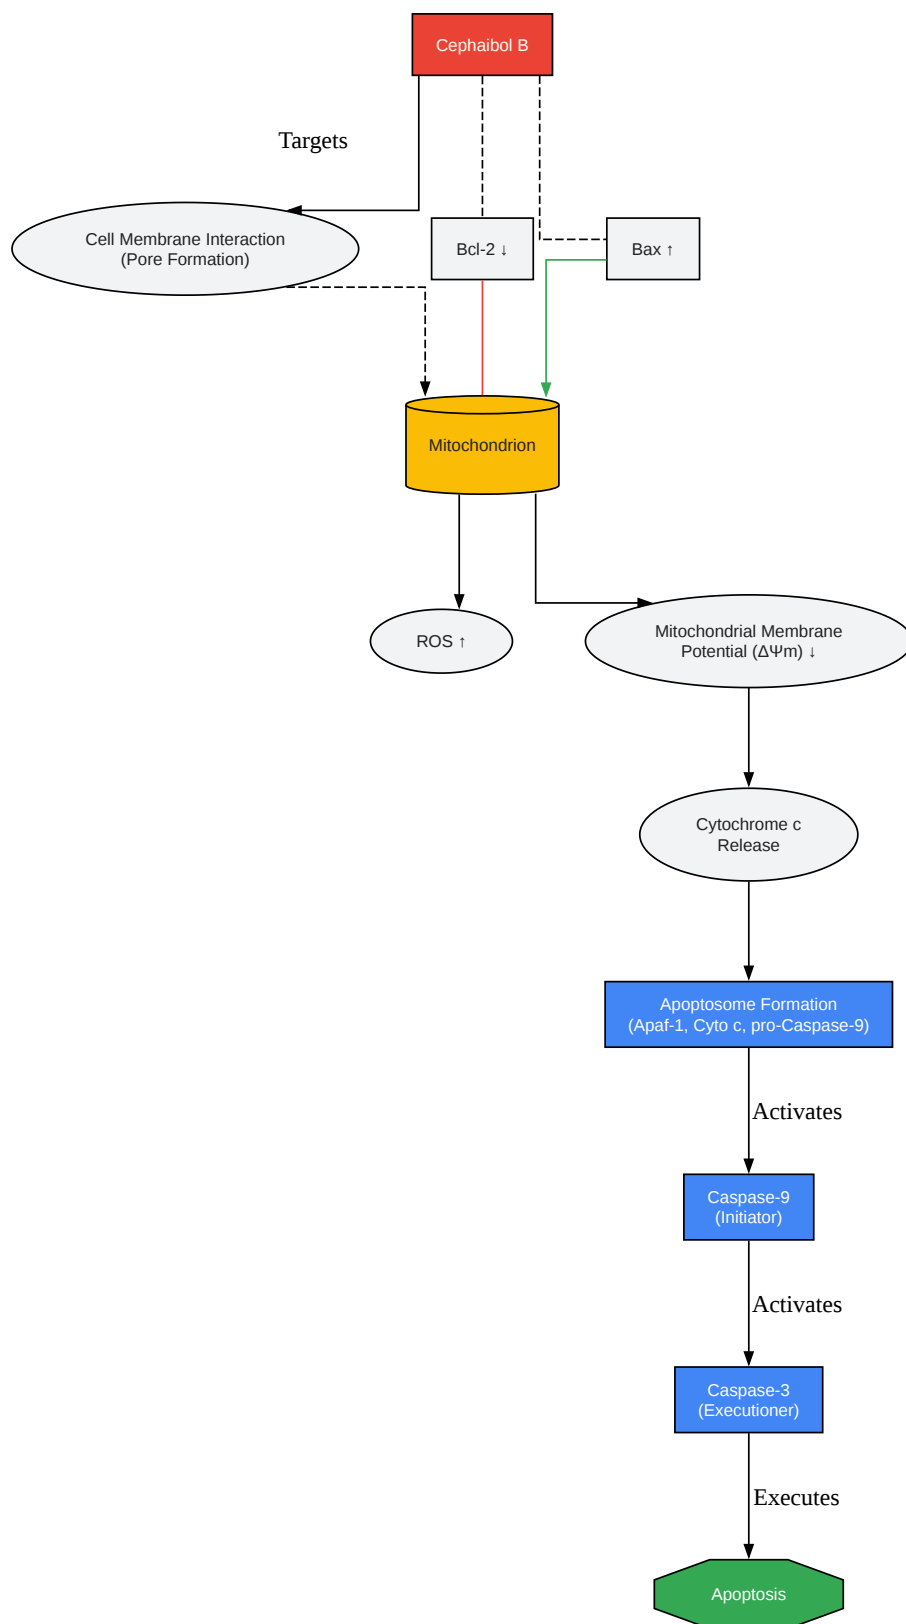 Cephaibol B
Targets
Cell Membrane Interaction
(Pore Formation)
Bcl-2 ↓
Bax ↑
Mitochondrion
ROS ↑
Mitochondrial Membrane
Potential (ΔΨm) ↓
Cytochrome c
Release
Apoptosome Formation
(Apaf-1, Cyto c, pro-Caspase-9)
Activates
Caspase-9
(Initiator)
Activates
Caspase-3
(Executioner)
Executes
Apoptosis